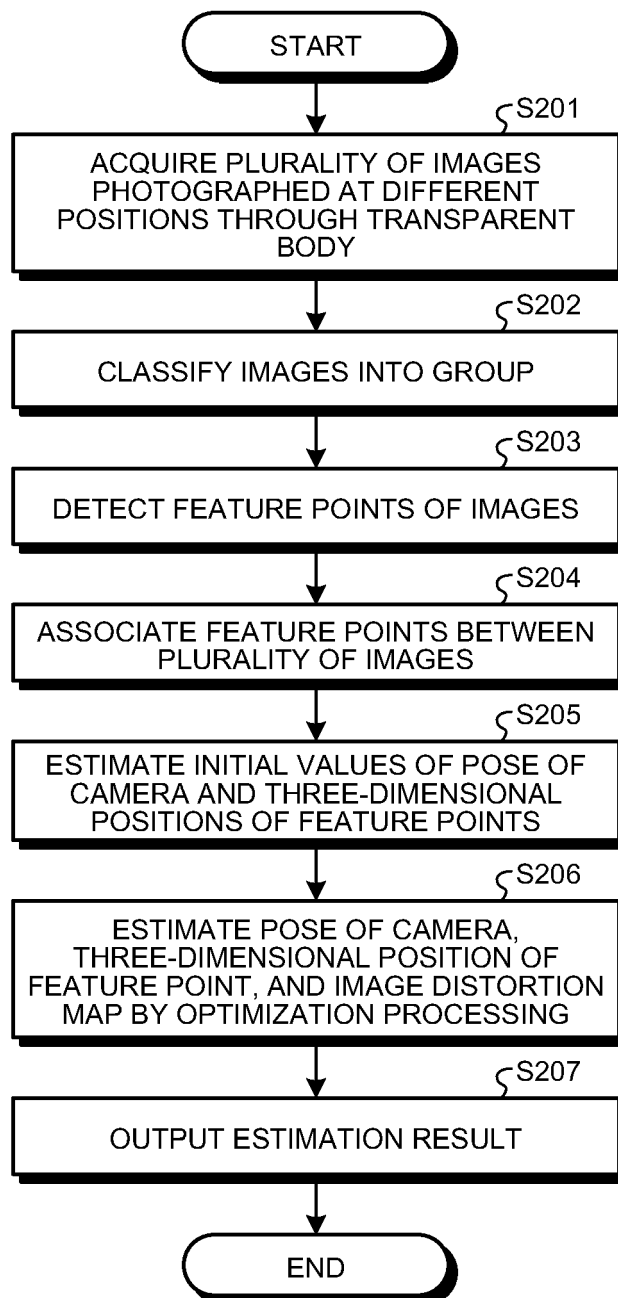 START
S201
ACQUIRE PLURALITY OF IMAGES
PHOTOGRAPHED AT DIFFERENT
POSITIONS THROUGH TRANSPARENT
BODY
S202
CLASSIFY IMAGES INTO GROUP
S203
DETECT FEATURE POINTS OF IMAGES
S204
ASSOCIATE FEATURE POINTS BETWEEN
PLURALITY OF IMAGES
S205
ESTIMATE INITIAL VALUES OF POSE OF
CAMERA AND THREE-DIMENSIONAL
POSITIONS OF FEATURE POINTS
S206
ESTIMATE POSE OF CAMERA,
THREE-DIMENSIONAL POSITION OF
FEATURE POINT, AND IMAGE DISTORTION
MAP BY OPTIMIZATION PROCESSING
S207
OUTPUT ESTIMATION RESULT
END